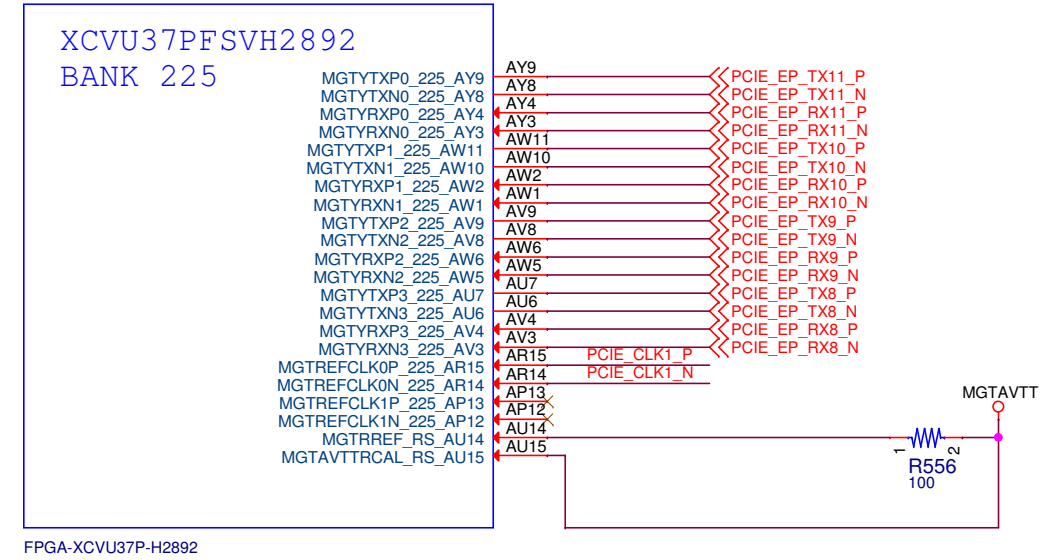 XCVU37PFSVH2892
BANK 225
MGTYTXP0_225_AY9 AY9 PCIE_EP_TX11_P
MGTYTXN0_225_AY8 AY8 PCIE_EP_TX11_N
MGTYRXP0_225_AY4 AY4 PCIE_EP_RX11_P
MGTYRXN0_225_AY3 AY3 PCIE_EP_RX11_N
MGTYTXP1_225_AW11 AW11 PCIE_EP_TX10_P
MGTYTXN1_225_AW10 AW10 PCIE_EP_TX10_N
MGTYRXP1_225_AW2 AW2 PCIE_EP_RX10_P
MGTYRXN1_225_AW1 AW1 PCIE_EP_RX10_N
MGTYTXP2_225_AV9 AV9 PCIE_EP_TX9_P
MGTYTXN2_225_AV8 AV8 PCIE_EP_TX9_N
MGTYRXP2_225_AW6 AW6 PCIE_EP_RX9_P
MGTYRXN2_225_AW5 AW5 PCIE_EP_RX9_N
MGTYTXP3_225_AU7 AU7 PCIE_EP_TX8_P
MGTYTXN3_225_AU6 AU6 PCIE_EP_TX8_N
MGTYRXP3_225_AV4 AV4 PCIE_EP_RX8_P
MGTYRXN3_225_AV3 AV3 PCIE_EP_RX8_N
MGTREFCLK0P_225_AR15 AR15 PCIE_CLK1_P
MGTREFCLK0N_225_AR14 AR14 PCIE_CLK1_N
MGTREFCLK1P_225_AP13 AP13
MGTREFCLK1N_225_AP12 AP12
MGTRREF_RS_AU14 AU14
MGTAVTTRCAL_RS_AU15 AU15
MGTAVTT
1 2
R556
100
FPGA-XCVU37P-H2892